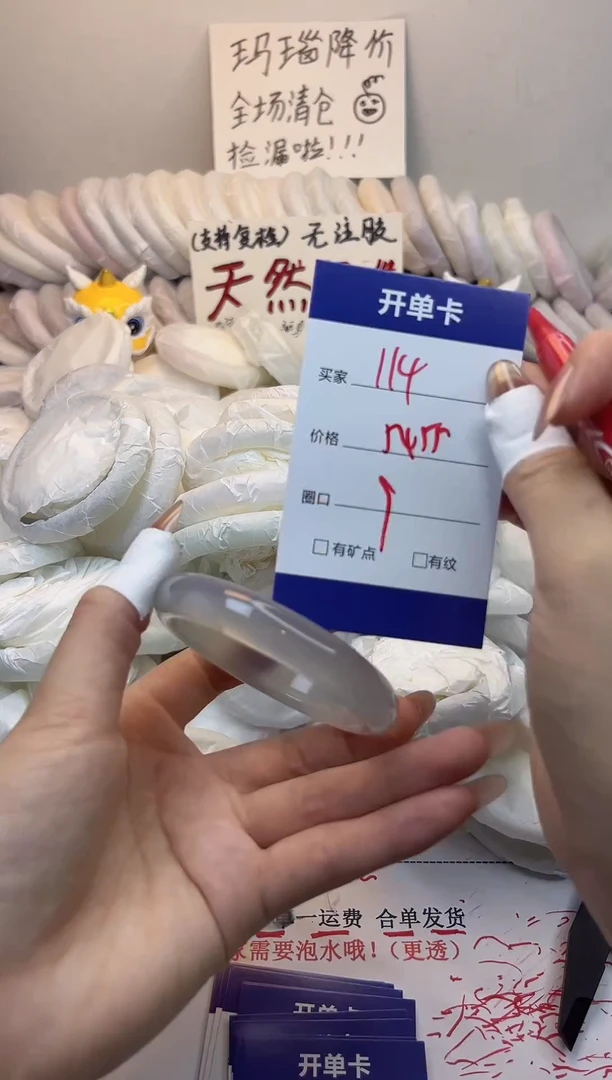 玛瑙降价
全场清仓
捡漏啦!!!
(支持复检) 无注胶
天然
开单卡
买家 114
价格
圈口
有矿点 有纹
一运费 合单发货
家需要泡水哦!(更透)
开单卡
开单卡